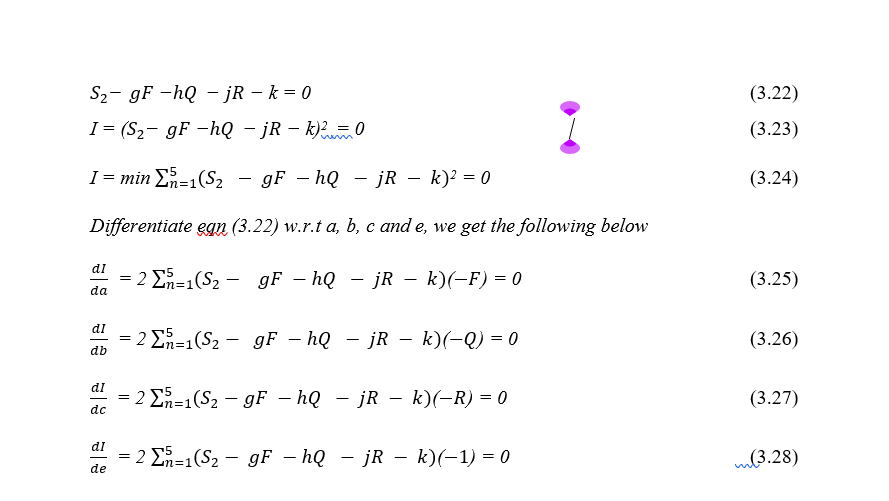 S₂− gF −hQ − jR − k = 0 (3.22)
I = (S₂− gF −hQ − jR − k)² = 0 (3.23)
I = min ∑⁵ₙ₌₁(S₂ − gF − hQ − jR − k)² = 0 (3.24)
Differentiate eqn (3.22) w.r.t a, b, c and e, we get the following below
dI/da = 2 ∑⁵ₙ₌₁(S₂ − gF − hQ − jR − k)(−F) = 0 (3.25)
dI/db = 2 ∑⁵ₙ₌₁(S₂ − gF − hQ − jR − k)(−Q) = 0 (3.26)
dI/dc = 2 ∑⁵ₙ₌₁(S₂ − gF − hQ − jR − k)(−R) = 0 (3.27)
dI/de = 2 ∑⁵ₙ₌₁(S₂ − gF − hQ − jR − k)(−1) = 0 (3.28)